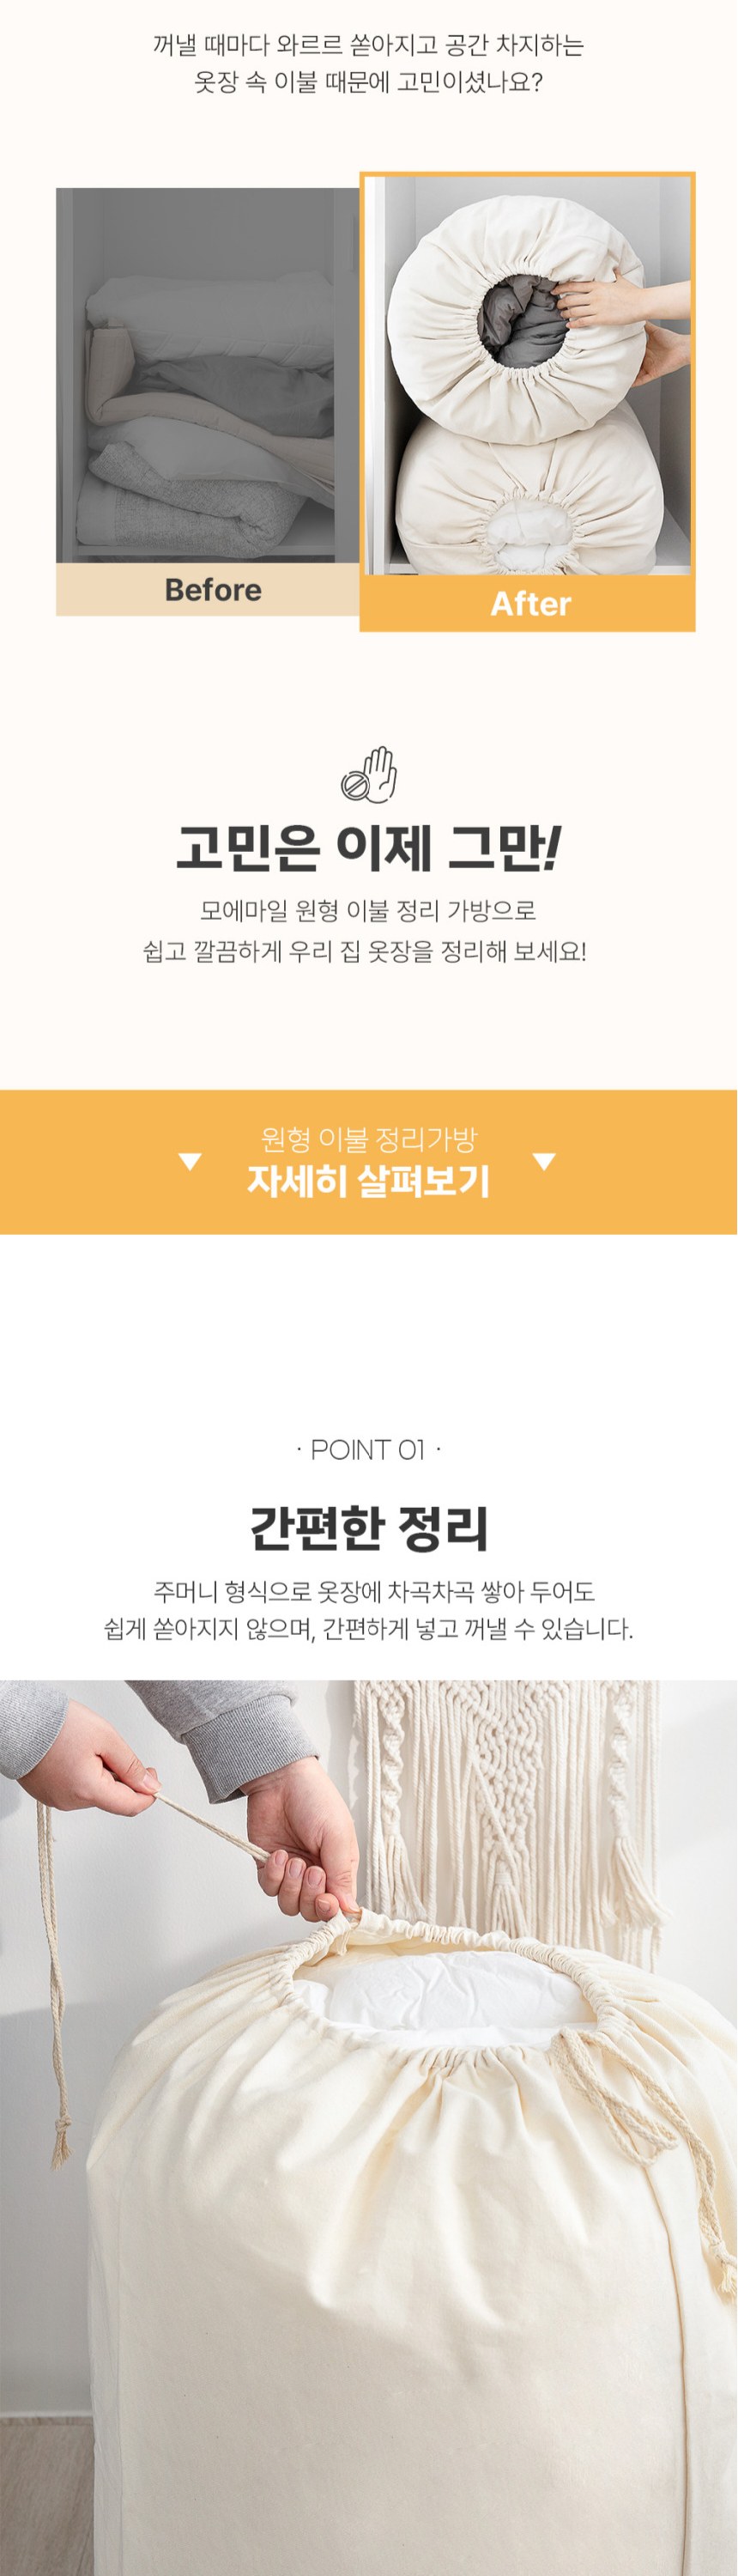 꺼낼 때마다 와르르 쏟아지고 공간 차지하는
옷장 속 이불 때문에 고민이셨나요?
Before
After
고민은 이제 그만!
모에마일 원형 이불 정리 가방으로
쉽고 깔끔하게 우리 집 옷장을 정리해 보세요!
원형 이불 정리가방
자세히 살펴보기
· POINT 01 ·
간편한 정리
주머니 형식으로 옷장에 차곡차곡 쌓아 두어도
쉽게 쏟아지지 않으며, 간편하게 넣고 꺼낼 수 있습니다.